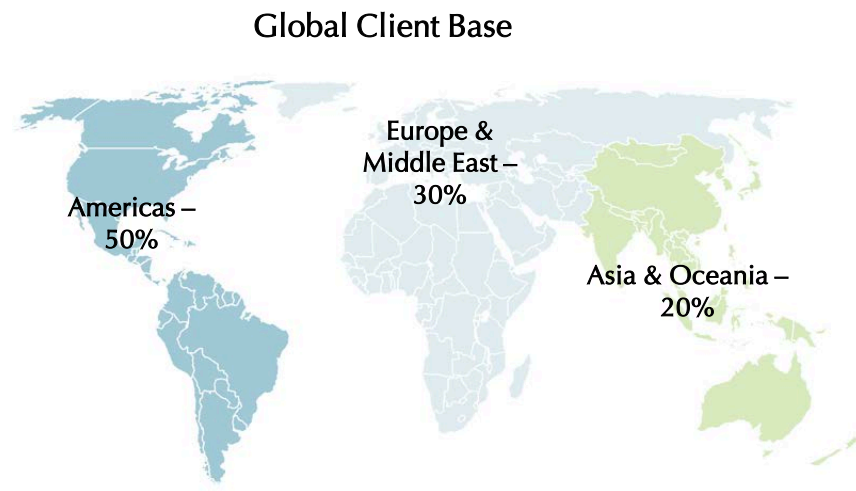 Global Client Base
Europe &
Middle East –
30%
Americas –
50%
Asia & Oceania –
20%